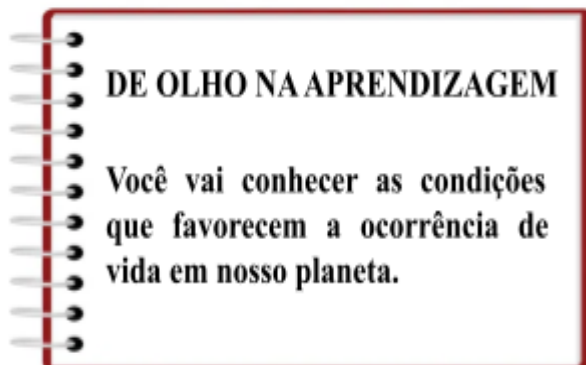 DE OLHO NA APRENDIZAGEM
Você vai conhecer as condições
que favorecem a ocorrência de
vida em nosso planeta.